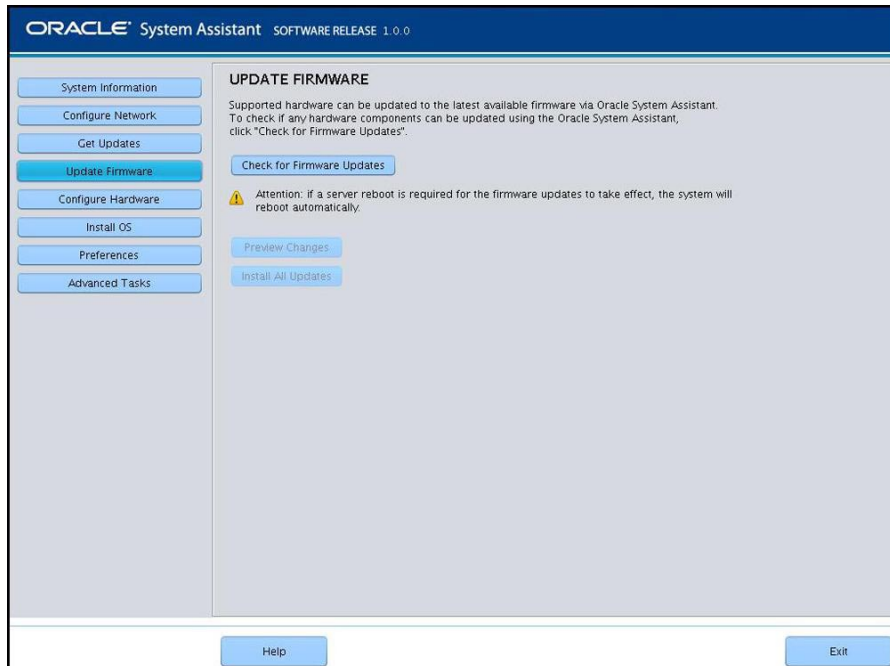 ORACLE® System Assistant SOFTWARE RELEASE 1.0.0
System Information
Configure Network
Get Updates
Update Firmware
Configure Hardware
Install OS
Preferences
Advanced Tasks
UPDATE FIRMWARE
Supported hardware can be updated to the latest available firmware via Oracle System Assistant.
To check if any hardware components can be updated using the Oracle System Assistant,
click "Check for Firmware Updates".
Check for Firmware Updates
Attention: if a server reboot is required for the firmware updates to take effect, the system will
reboot automatically.
Preview Changes
Install All Updates
Help
Exit